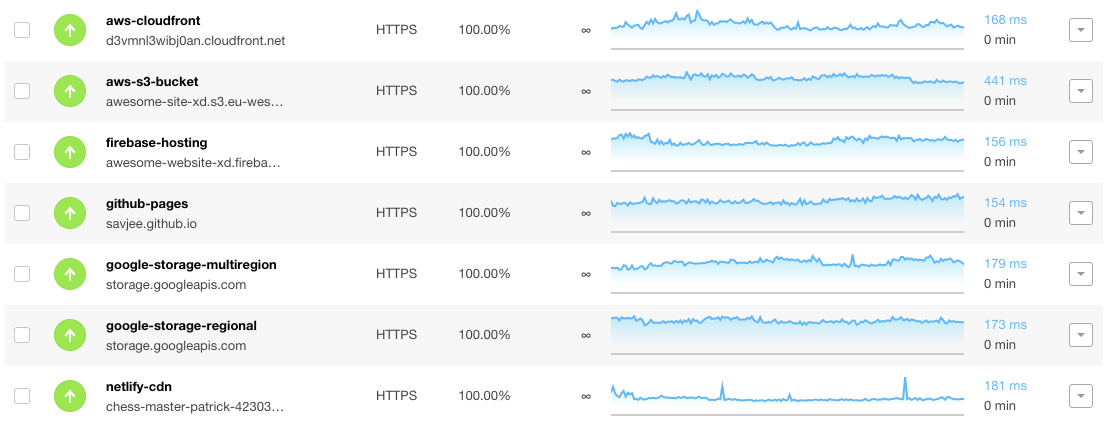 aws-cloudfront
d3vmnl3wibj0an.cloudfront.net
HTTPS
100.00%
∞
168 ms
0 min
aws-s3-bucket
awesome-site-xd.s3.eu-wes…
HTTPS
100.00%
∞
441 ms
0 min
firebase-hosting
awesome-website-xd.fireba…
HTTPS
100.00%
∞
156 ms
0 min
github-pages
savjee.github.io
HTTPS
100.00%
∞
154 ms
0 min
google-storage-multiregion
storage.googleapis.com
HTTPS
100.00%
∞
179 ms
0 min
google-storage-regional
storage.googleapis.com
HTTPS
100.00%
∞
173 ms
0 min
netlify-cdn
chess-master-patrick-42303…
HTTPS
100.00%
∞
181 ms
0 min